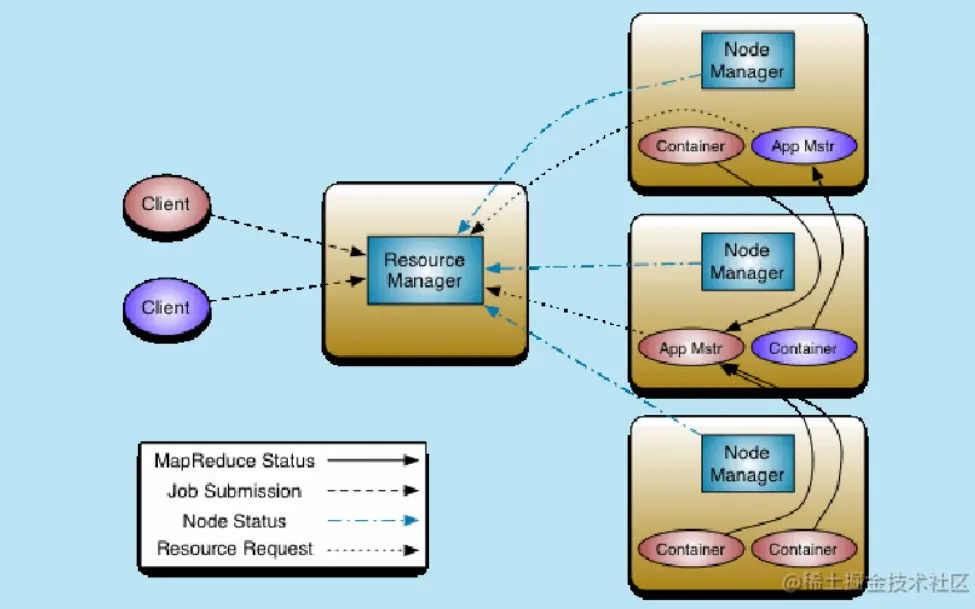 Client
Client
Resource
Manager
Node
Manager
Container
App Mstr
Node
Manager
App Mstr
Container
Node
Manager
Container
Container
MapReduce Status
Job Submission
Node Status
Resource Request
@稀土掘金技术社区